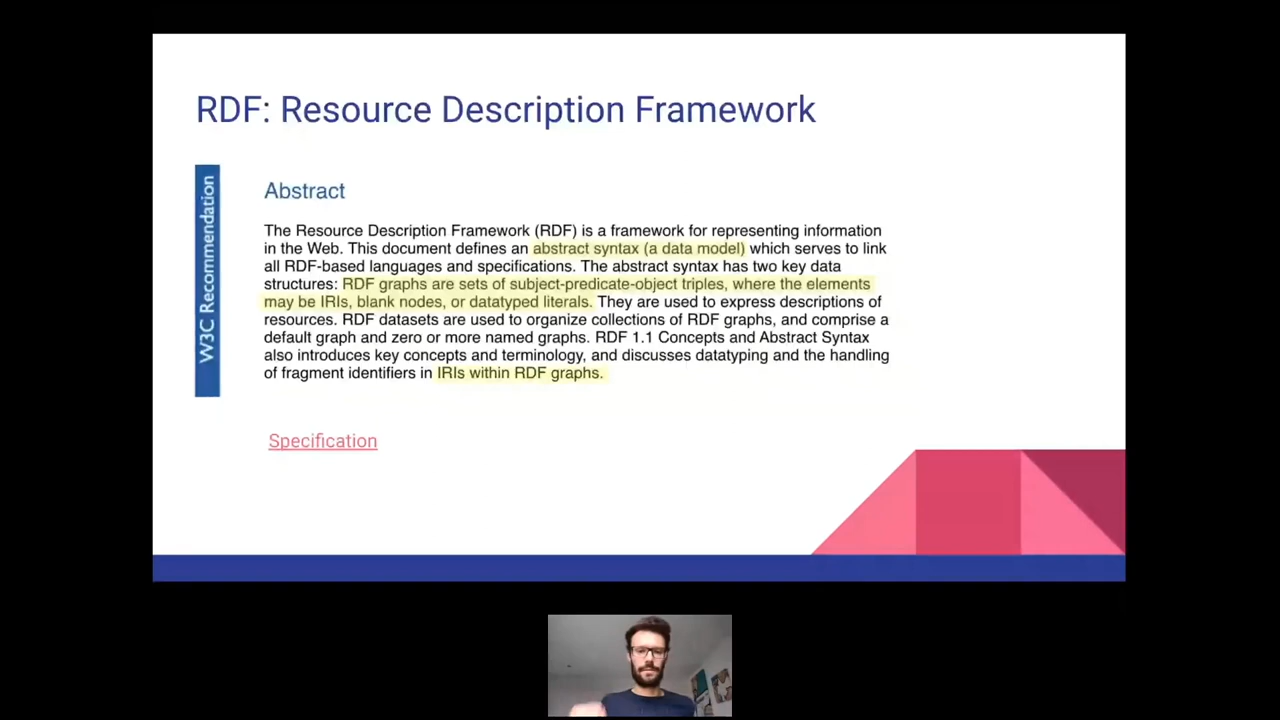 RDF: Resource Description Framework
W3C Recommendation
Abstract
The Resource Description Framework (RDF) is a framework for representing information
in the Web. This document defines an abstract syntax (a data model) which serves to link
all RDF-based languages and specifications. The abstract syntax has two key data
structures: RDF graphs are sets of subject-predicate-object triples, where the elements
may be IRIs, blank nodes, or datatyped literals. They are used to express descriptions of
resources. RDF datasets are used to organize collections of RDF graphs, and comprise a
default graph and zero or more named graphs. RDF 1.1 Concepts and Abstract Syntax
also introduces key concepts and terminology, and discusses datatyping and the handling
of fragment identifiers in IRIs within RDF graphs.
Specification